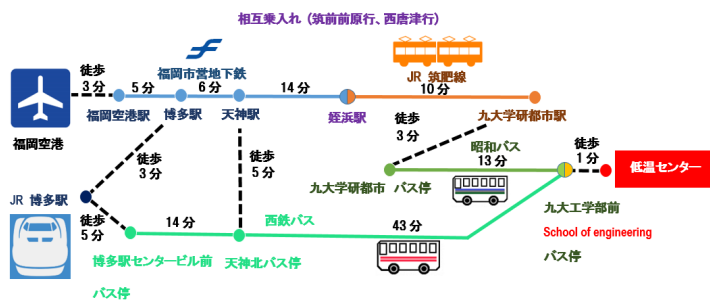 相互乗入れ（筑前前原行、西唐津行）
福岡市営地下鉄
JR 筑肥線
徒歩
3分
5分
6分
14分
10分
福岡空港
福岡空港駅
博多駅
天神駅
姪浜駅
九大学研都市駅
徒歩
3分
昭和バス
13分
徒歩
1分
低温センター
徒歩
3分
徒歩
5分
九大学研都市 バス停
JR 博多駅
徒歩
5分
14分
西鉄バス
43分
九大工学部前
School of engineering
バス停
博多駅センタービル前
バス停
天神北バス停